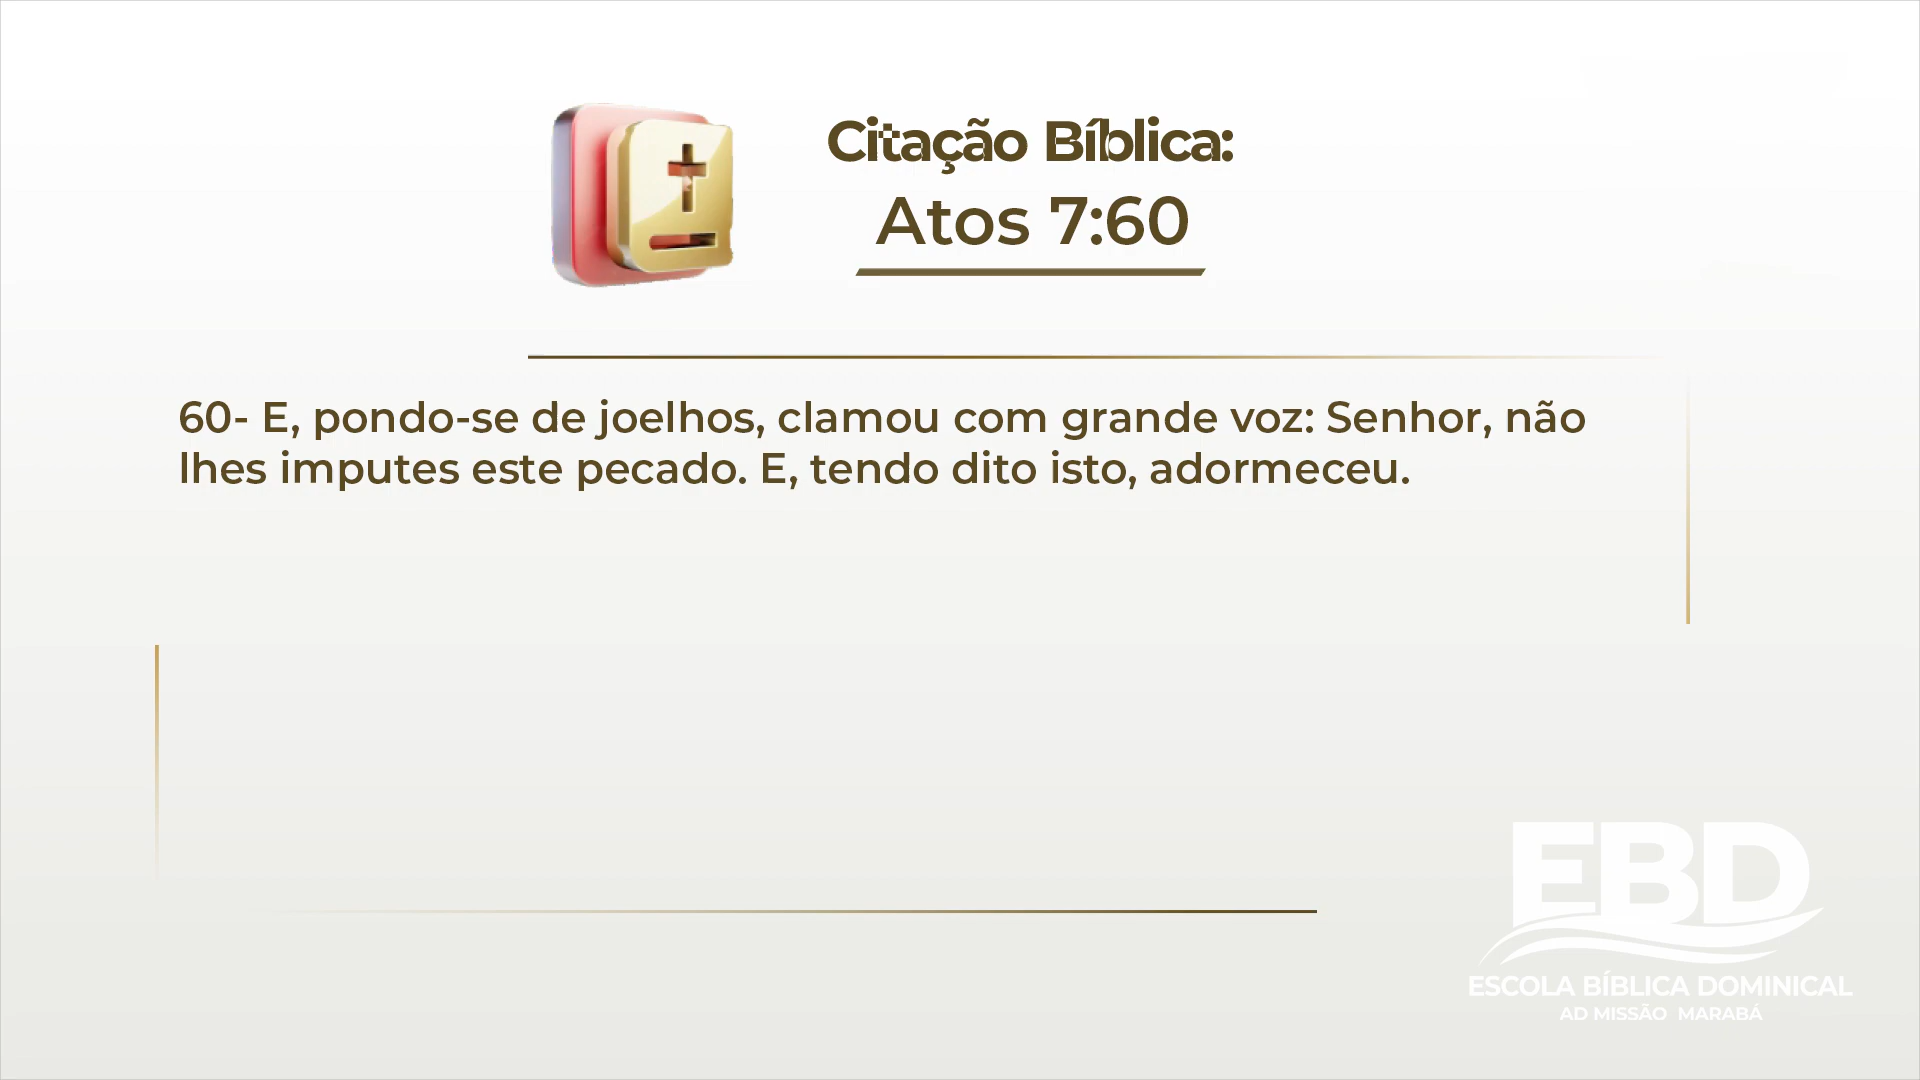 Citação Bíblica:
Atos 7:60
60- E, pondo-se de joelhos, clamou com grande voz: Senhor, não
lhes imputes este pecado. E, tendo dito isto, adormeceu.
EBD
ESCOLA BÍBLICA DOMINICAL
AD MISSÃO MARABÁ